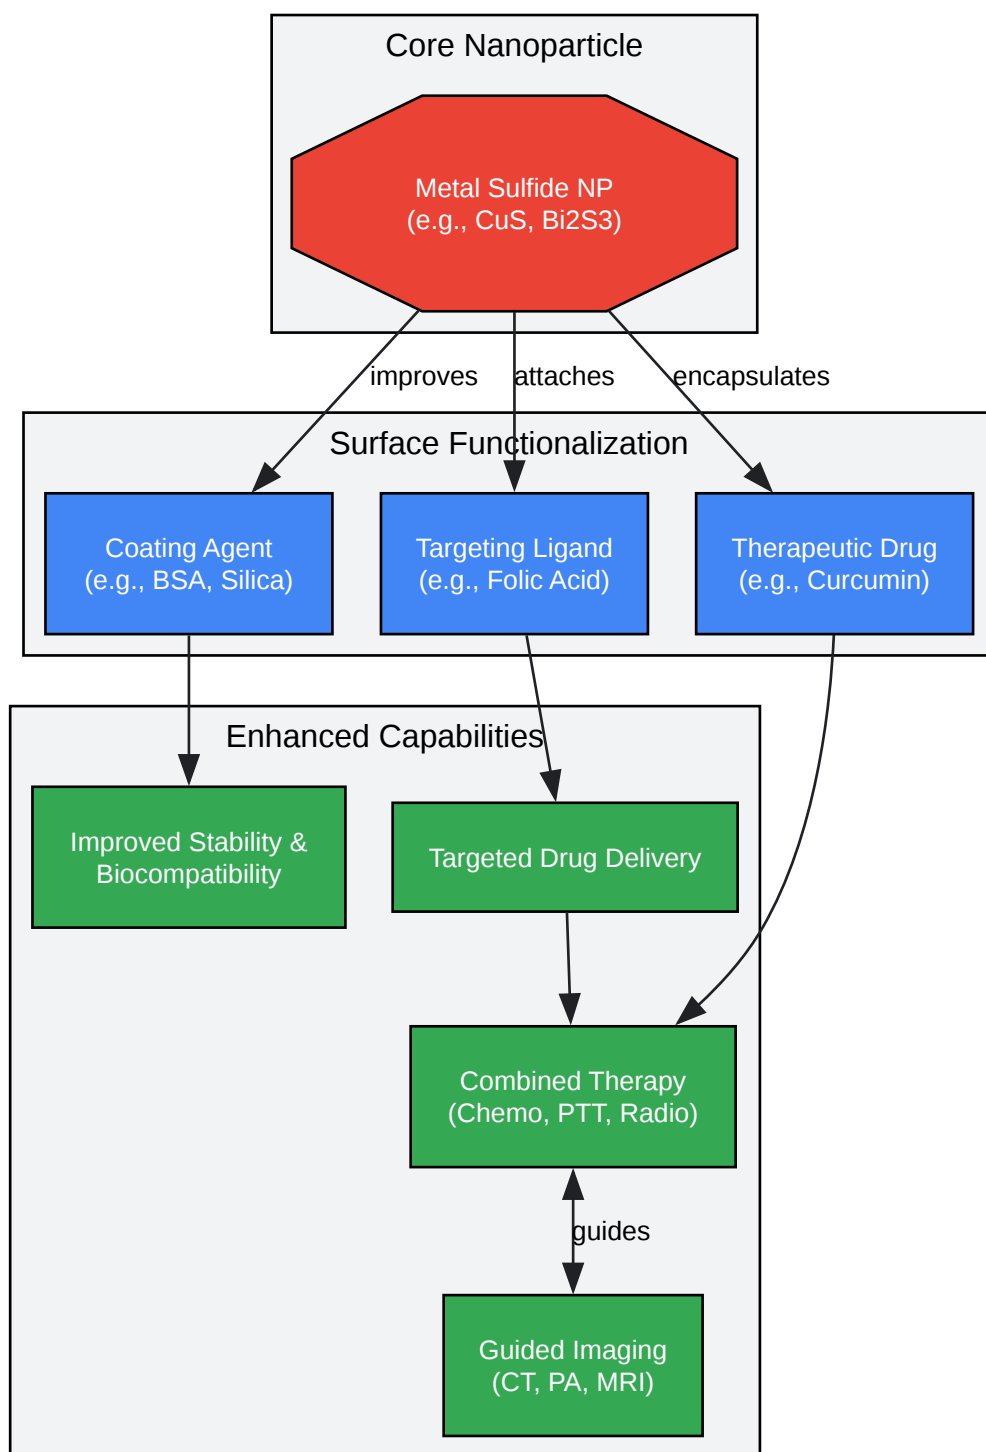 Core Nanoparticle
Metal Sulfide NP
(e.g., CuS, Bi2S3)
improves
attaches
encapsulates
Surface Functionalization
Coating Agent
(e.g., BSA, Silica)
Targeting Ligand
(e.g., Folic Acid)
Therapeutic Drug
(e.g., Curcumin)
Enhanced Capabilities
Improved Stability &
Biocompatibility
Targeted Drug Delivery
Combined Therapy
(Chemo, PTT, Radio)
guides
Guided Imaging
(CT, PA, MRI)